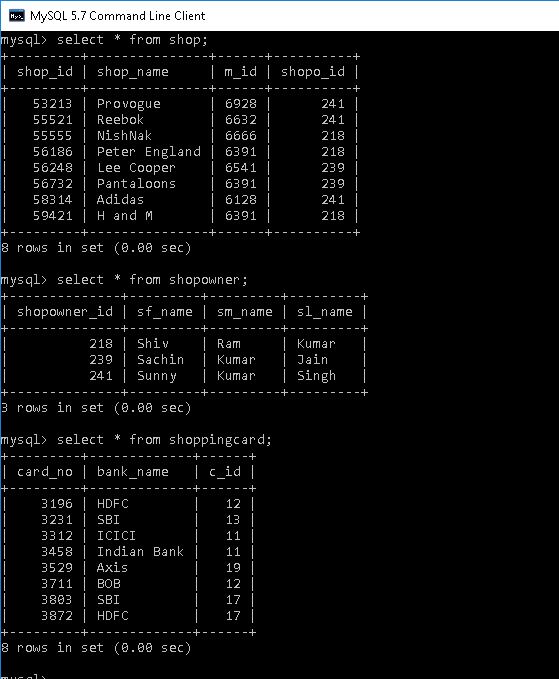 MySQL 5.7 Command Line Client
mysql> select * from shop;
+---------+---------------+------+----------+
| shop_id | shop_name     | m_id | shopo_id |
+---------+---------------+------+----------+
|   53213 | Provogue      | 6928 |      241 |
|   55521 | Reebok        | 6632 |      241 |
|   55555 | NishNak       | 6666 |      218 |
|   56186 | Peter England | 6391 |      218 |
|   56248 | Lee Cooper    | 6541 |      239 |
|   56732 | Pantaloons    | 6391 |      239 |
|   58314 | Adidas        | 6128 |      241 |
|   59421 | H and M       | 6391 |      218 |
+---------+---------------+------+----------+
8 rows in set (0.00 sec)
mysql> select * from shopowner;
+--------------+---------+---------+---------+
| shopowner_id | sf_name | sm_name | sl_name |
+--------------+---------+---------+---------+
|          218 | Shiv    | Ram     | Kumar   |
|          239 | Sachin  | Kumar   | Jain    |
|          241 | Sunny   | Kumar   | Singh   |
+--------------+---------+---------+---------+
3 rows in set (0.00 sec)
mysql> select * from shoppingcard;
+---------+-------------+------+
| card_no | bank_name   | c_id |
+---------+-------------+------+
|    3196 | HDFC        |   12 |
|    3231 | SBI         |   13 |
|    3312 | ICICI       |   11 |
|    3458 | Indian Bank |   11 |
|    3529 | Axis        |   19 |
|    3711 | BOB         |   12 |
|    3803 | SBI         |   17 |
|    3872 | HDFC        |   17 |
+---------+-------------+------+
8 rows in set (0.00 sec)
mysql>